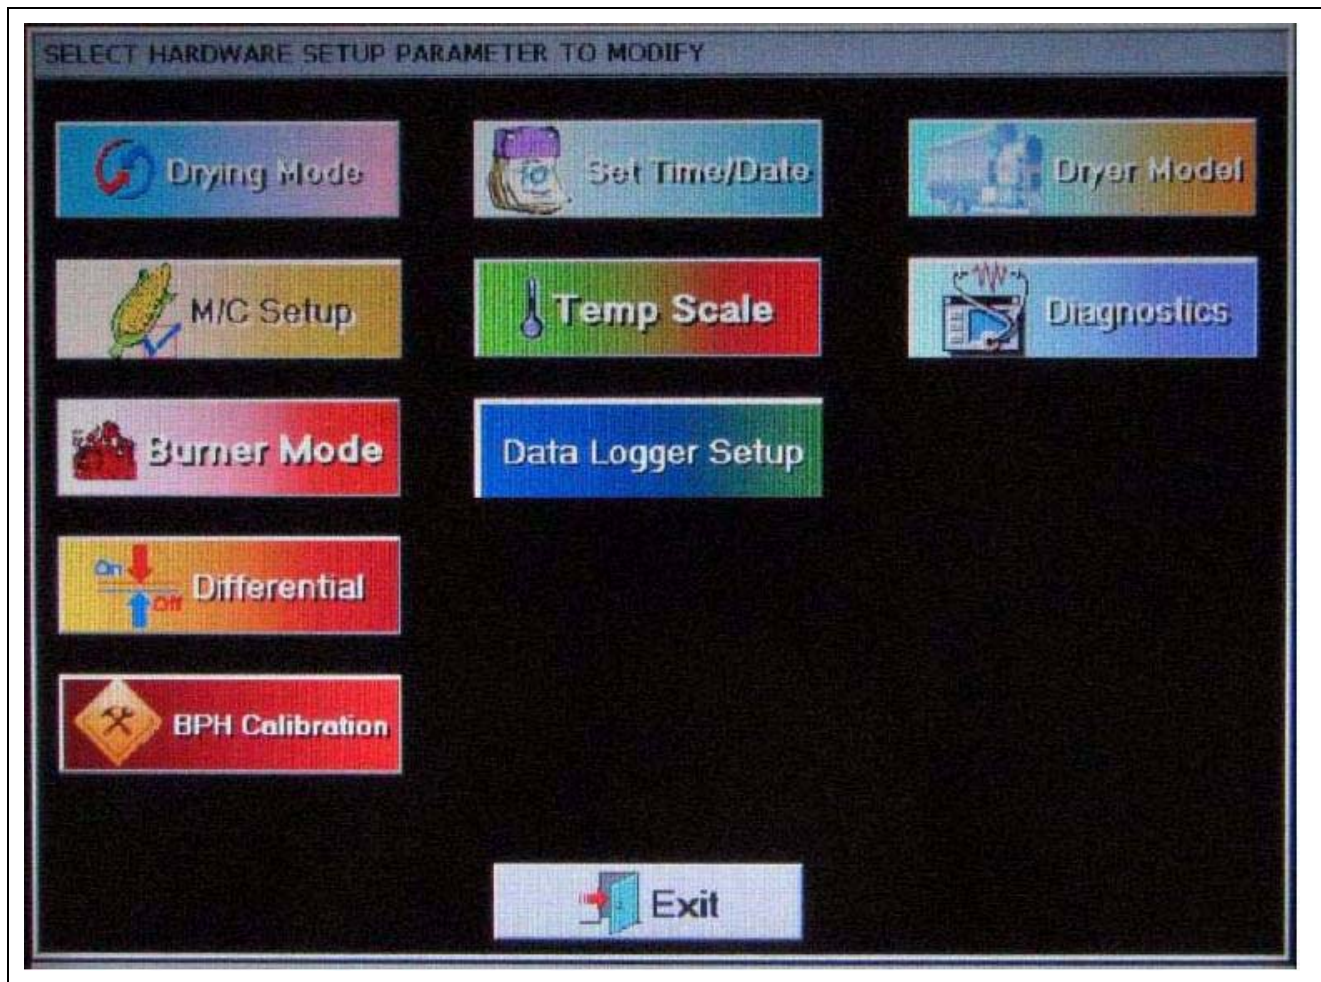 SELECT HARDWARE SETUP PARAMETER TO MODIFY
Drying Mode
Set Time/Date
Dryer Model
M/C Setup
Temp Scale
Diagnostics
Burner Mode
Data Logger Setup
On
Off
Differential
BPH Calibration
Exit